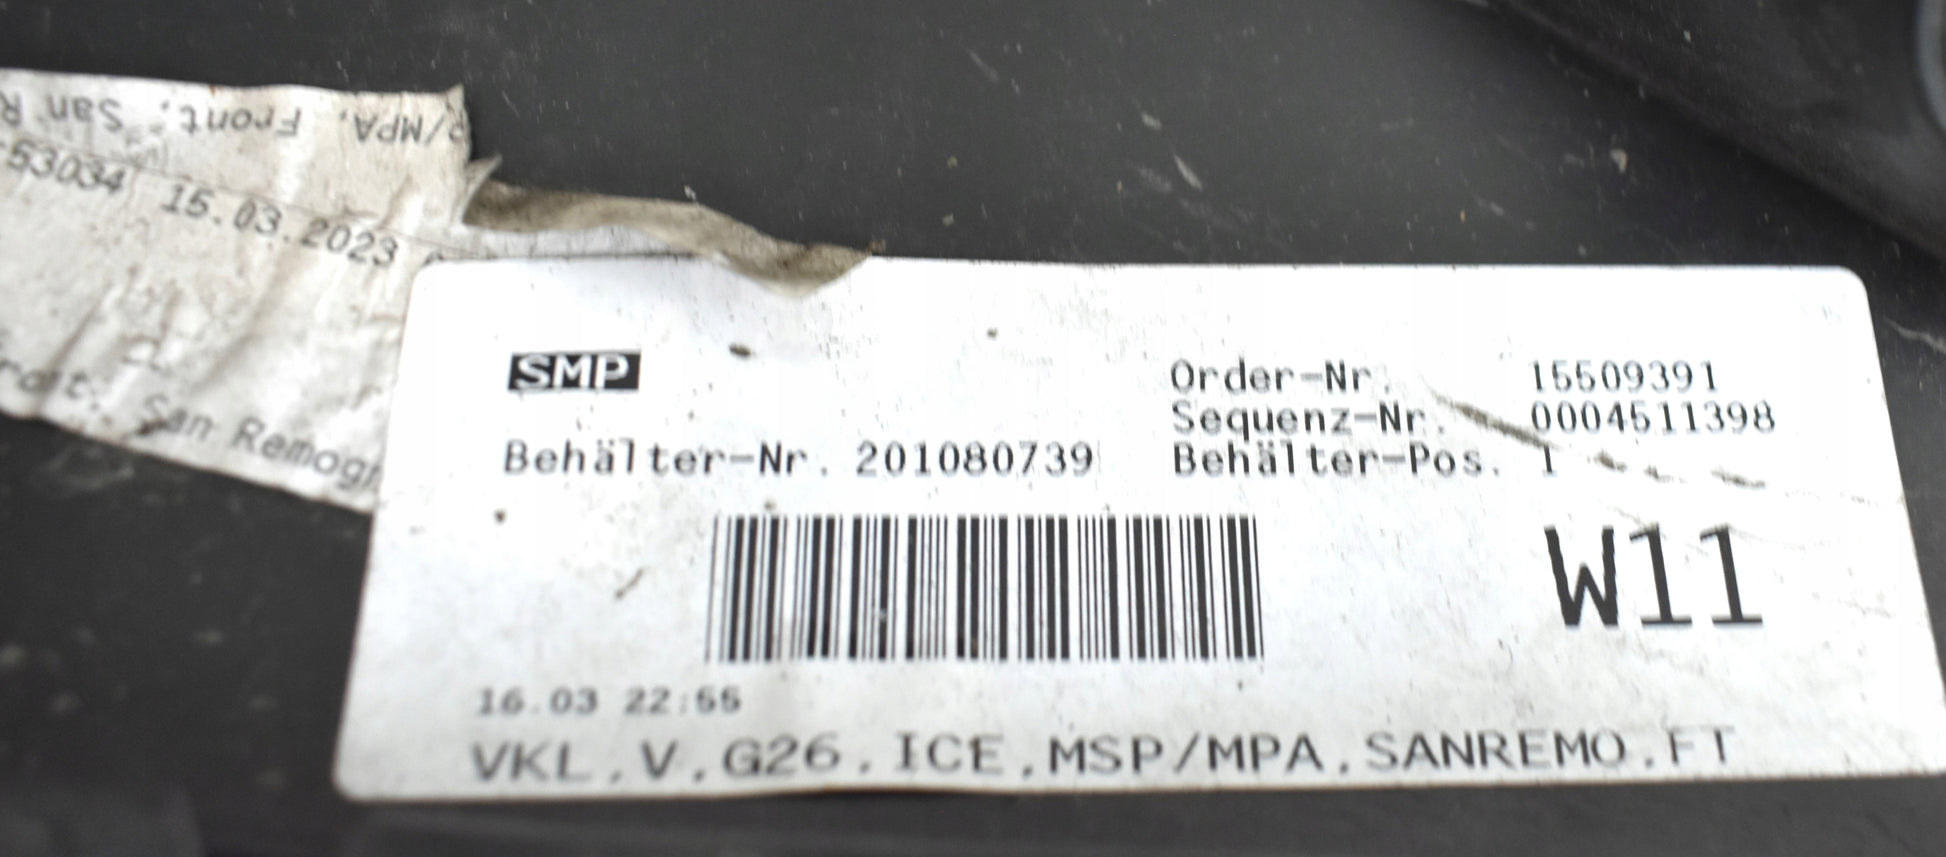 P/MPA, Front, San R
53034 15.03.2023
Front, San Remogr
SMP
Order-Nr. 15509391
Sequenz-Nr. 0004511398
Behälter-Nr. 201080739 Behälter-Pos. 1
W11
16.03 22:55
VKL,V,G26,ICE,MSP/MPA,SANREMO,FT